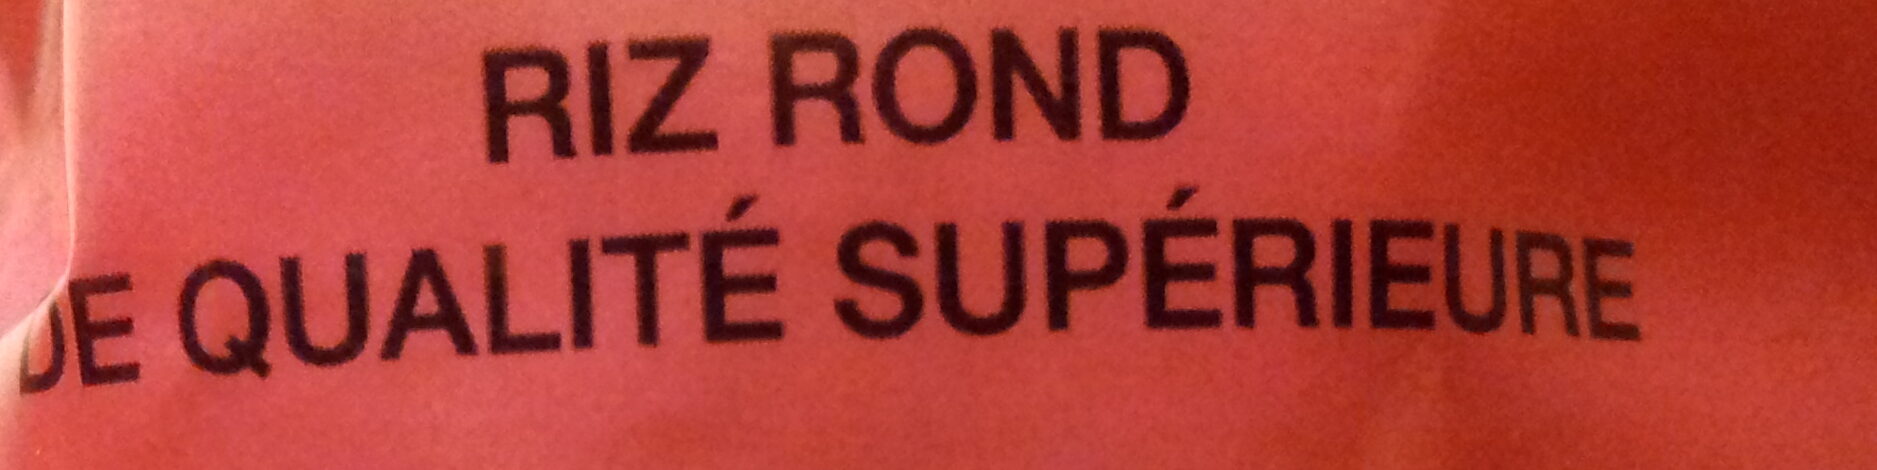 RIZ ROND
DE QUALITÉ SUPÉRIEURE